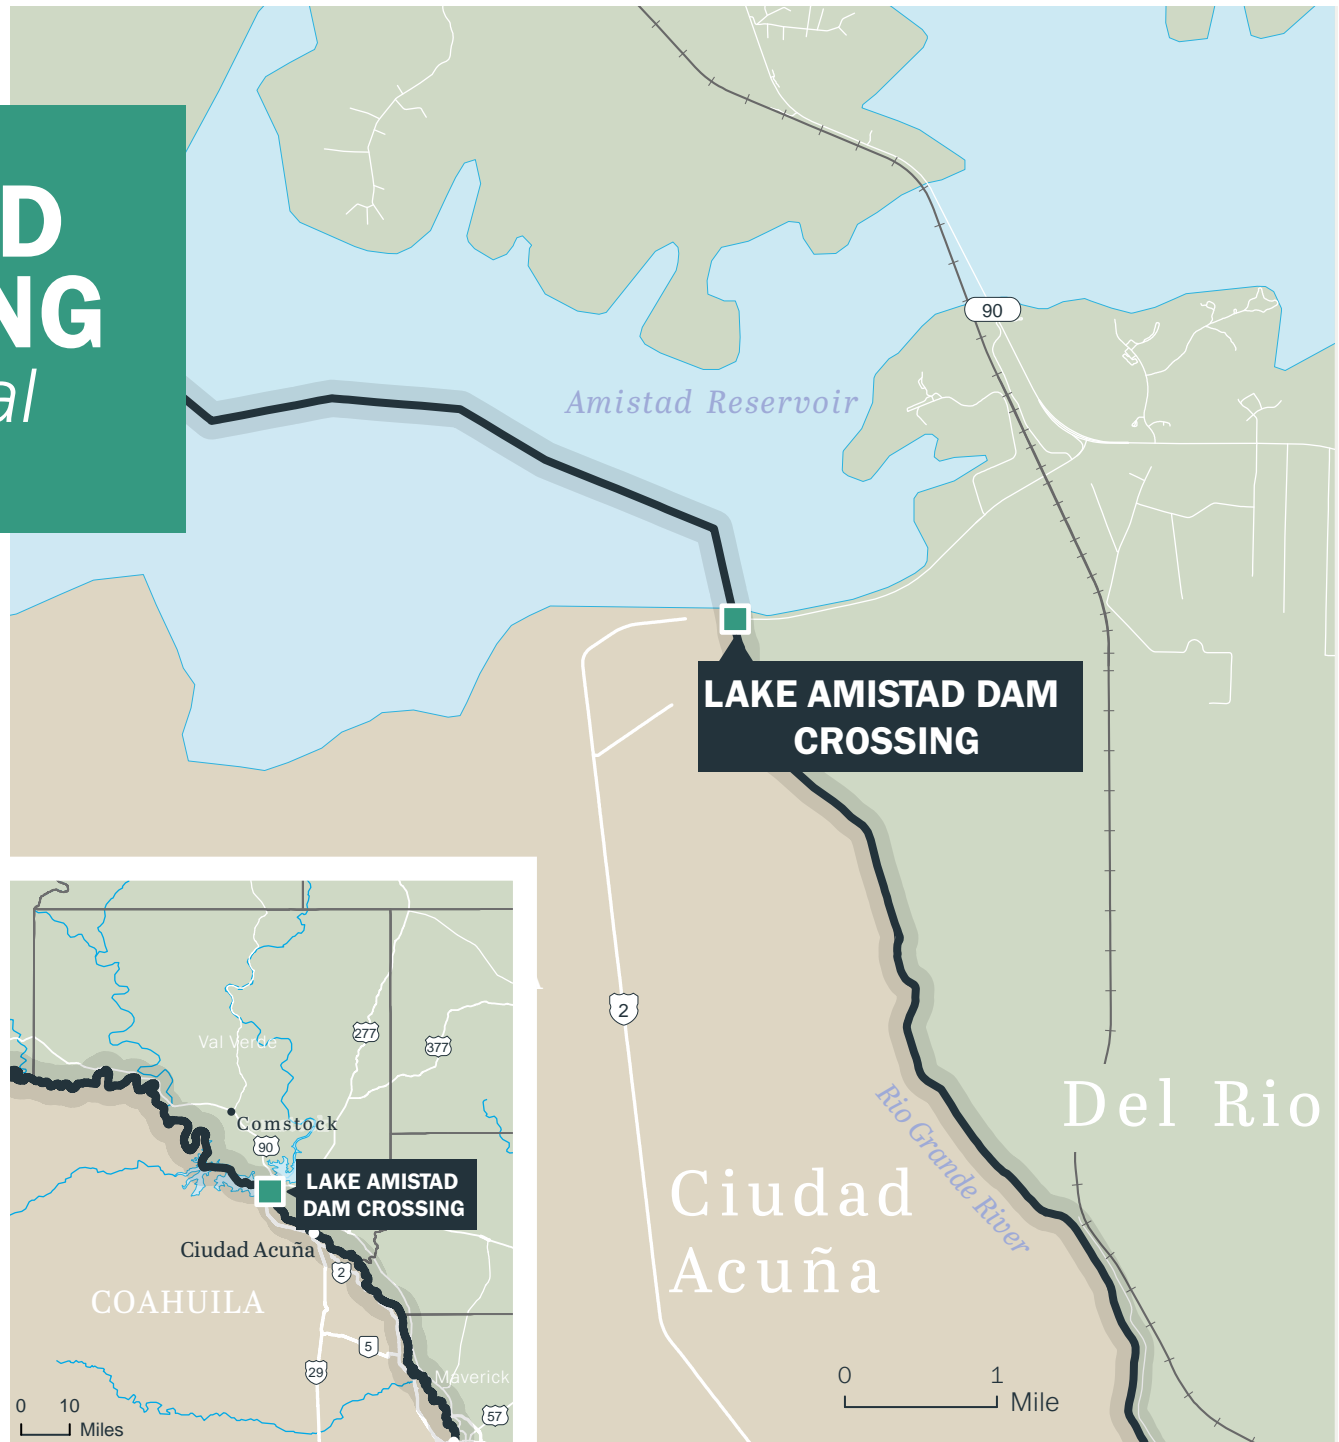 D
NG
al
90
Amistad Reservoir
LAKE AMISTAD DAM
CROSSING
2
Del Rio
Rio Grande River
Ciudad
Acuña
0 1
Mile
277
377
Val Verde
Comstock
90
LAKE AMISTAD
DAM CROSSING
Ciudad Acuña
2
COAHUILA
5
29
Maverick
57
0 10
Miles